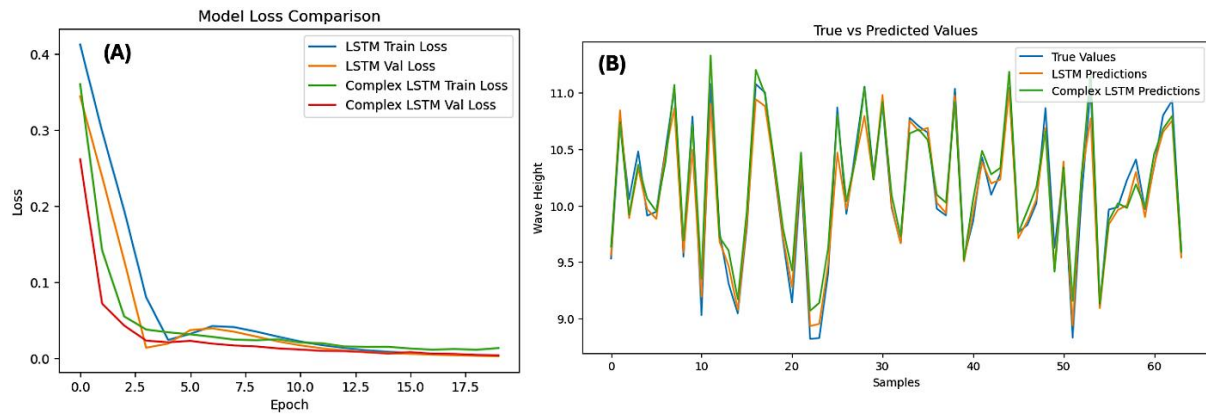 Model Loss Comparison
(A)
LSTM Train Loss
LSTM Val Loss
Complex LSTM Train Loss
Complex LSTM Val Loss
Loss
0.4
0.3
0.2
0.1
0.0
0.0 2.5 5.0 7.5 10.0 12.5 15.0 17.5
Epoch
True vs Predicted Values
(B)
True Values
LSTM Predictions
Complex LSTM Predictions
Wave Height
11.0
10.5
10.0
9.5
9.0
0 10 20 30 40 50 60
Samples